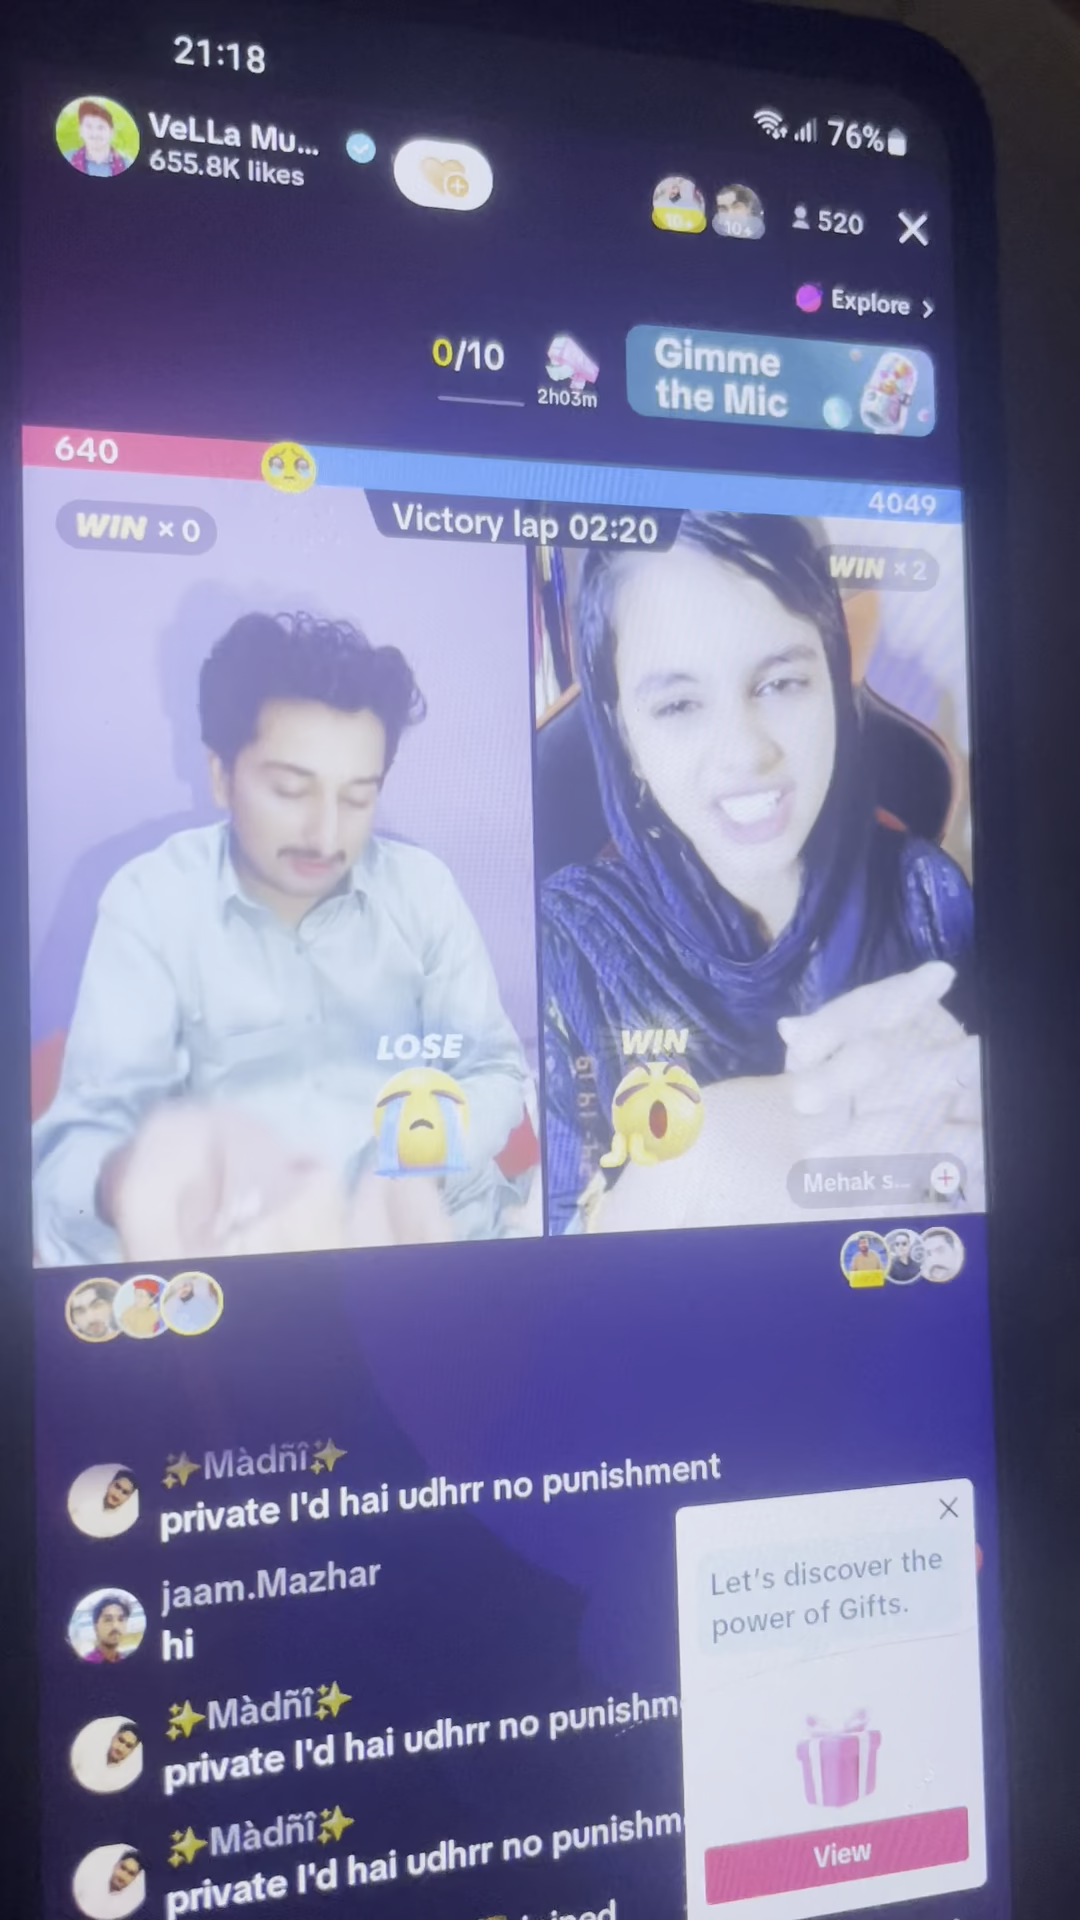 21:18
76%
VeLLa Mu...
655.8K likes
10+
10+
520
Explore >
0/10
2h03m
Gimme
the Mic
640
4049
WIN × 0
Victory lap 02:20
WIN × 2
LOSE
WIN
Mehak s...
✨Màdñî✨
private I'd hai udhrr no punishment
jaam.Mazhar
hi
✨Màdñî✨
private I'd hai udhrr no punishm
✨Màdñî✨
private I'd hai udhrr no punishm
Let's discover the
power of Gifts.
View